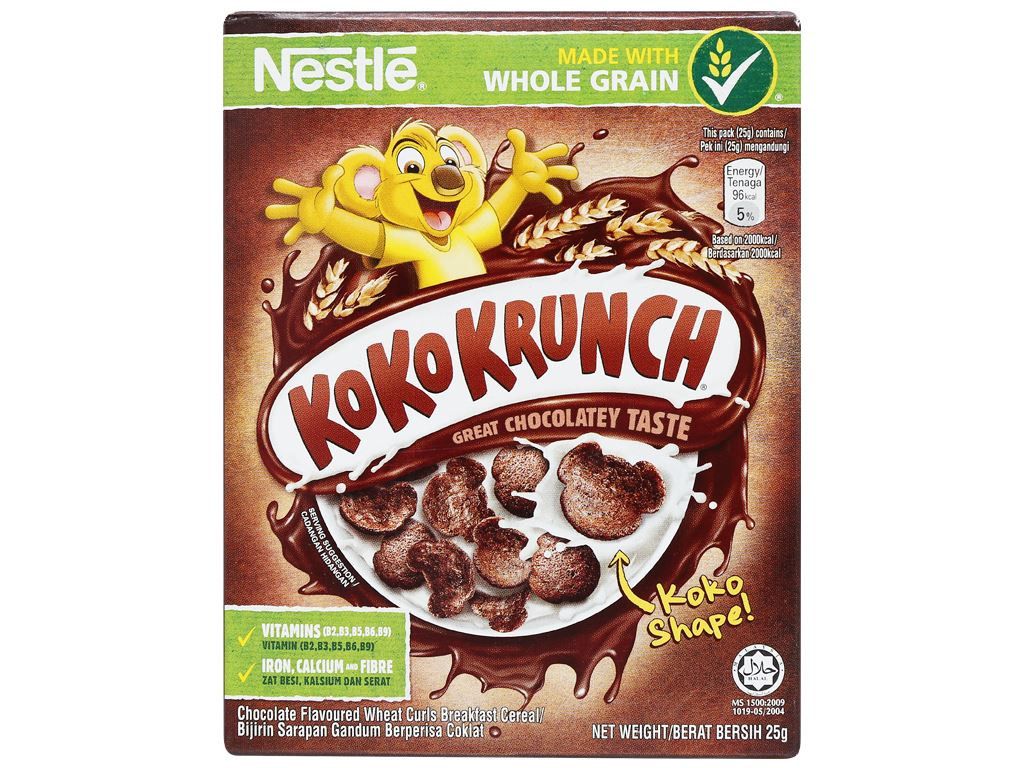 Nestlé®
MADE WITH
WHOLE GRAIN
®
This pack (25g) contains/
Pek ini (25g) mengandungi
Energy/
Tenaga
96kcal
5%
Based on 2000kcal/
Berdasarkan 2000kcal
KOKO KRUNCH®
GREAT CHOCOLATEY TASTE
SERVING SUGGESTION /
CADANGAN HIDANGAN
Koko
Shape!
VITAMINS (B2,B3,B5,B6,B9)
VITAMIN (B2,B3,B5,B6,B9)
IRON, CALCIUM AND FIBRE
ZAT BESI, KALSIUM DAN SERAT
حلال
HALAL
MS 1500:2009
1019-05/2004
Chocolate Flavoured Wheat Curls Breakfast Cereal/
Bijirin Sarapan Gandum Berperisa Coklat
NET WEIGHT/BERAT BERSIH 25g